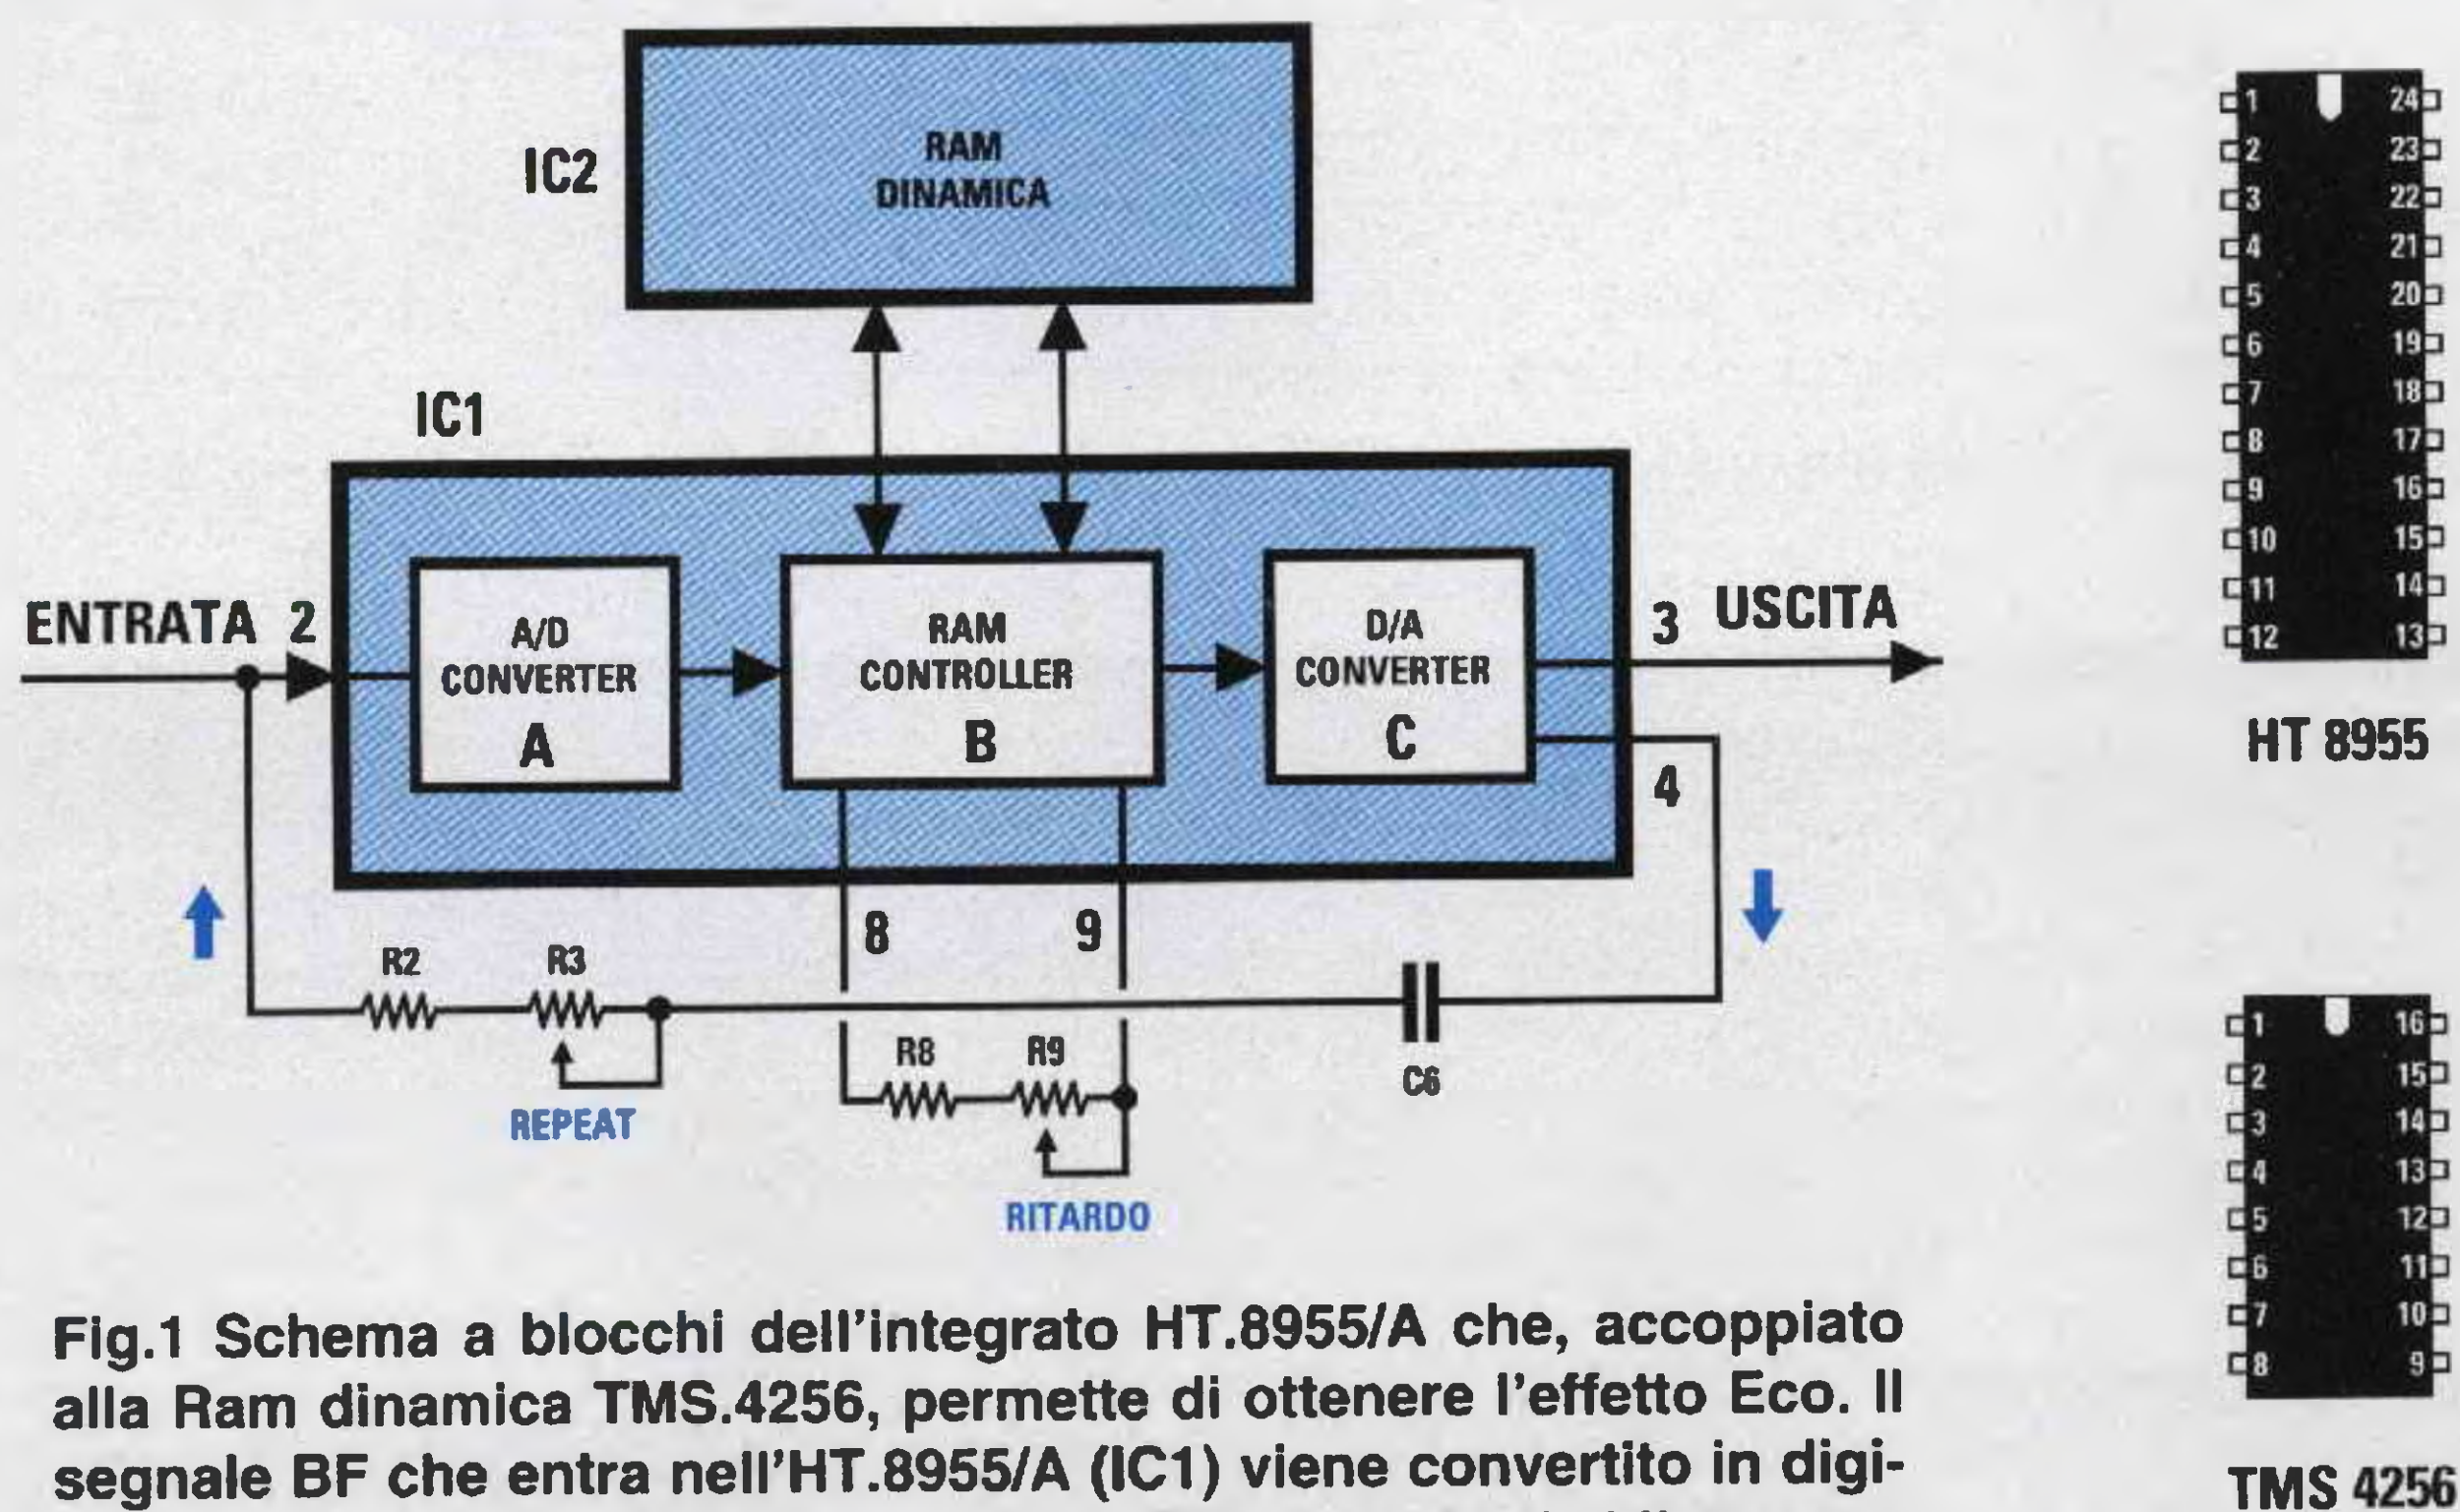 RAM
DINAMICA
IC2
IC1
ENTRATA 2
A/D
CONVERTER
A
RAM
CONTROLLER
B
D/A
CONVERTER
C
3 USCITA
4
8
9
R2
R3
REPEAT
R8
R9
RITARDO
C6
1 24
2 23
3 22
4 21
5 20
6 19
7 18
8 17
9 16
10 15
11 14
12 13
HT 8955
1 16
2 15
3 14
4 13
5 12
6 11
7 10
8 9
TMS 4256
Fig.1 Schema a blocchi dell'integrato HT.8955/A che, accoppiato
alla Ram dinamica TMS.4256, permette di ottenere l'effetto Eco. Il
segnale BF che entra nell'HT.8955/A (IC1) viene convertito in digi-